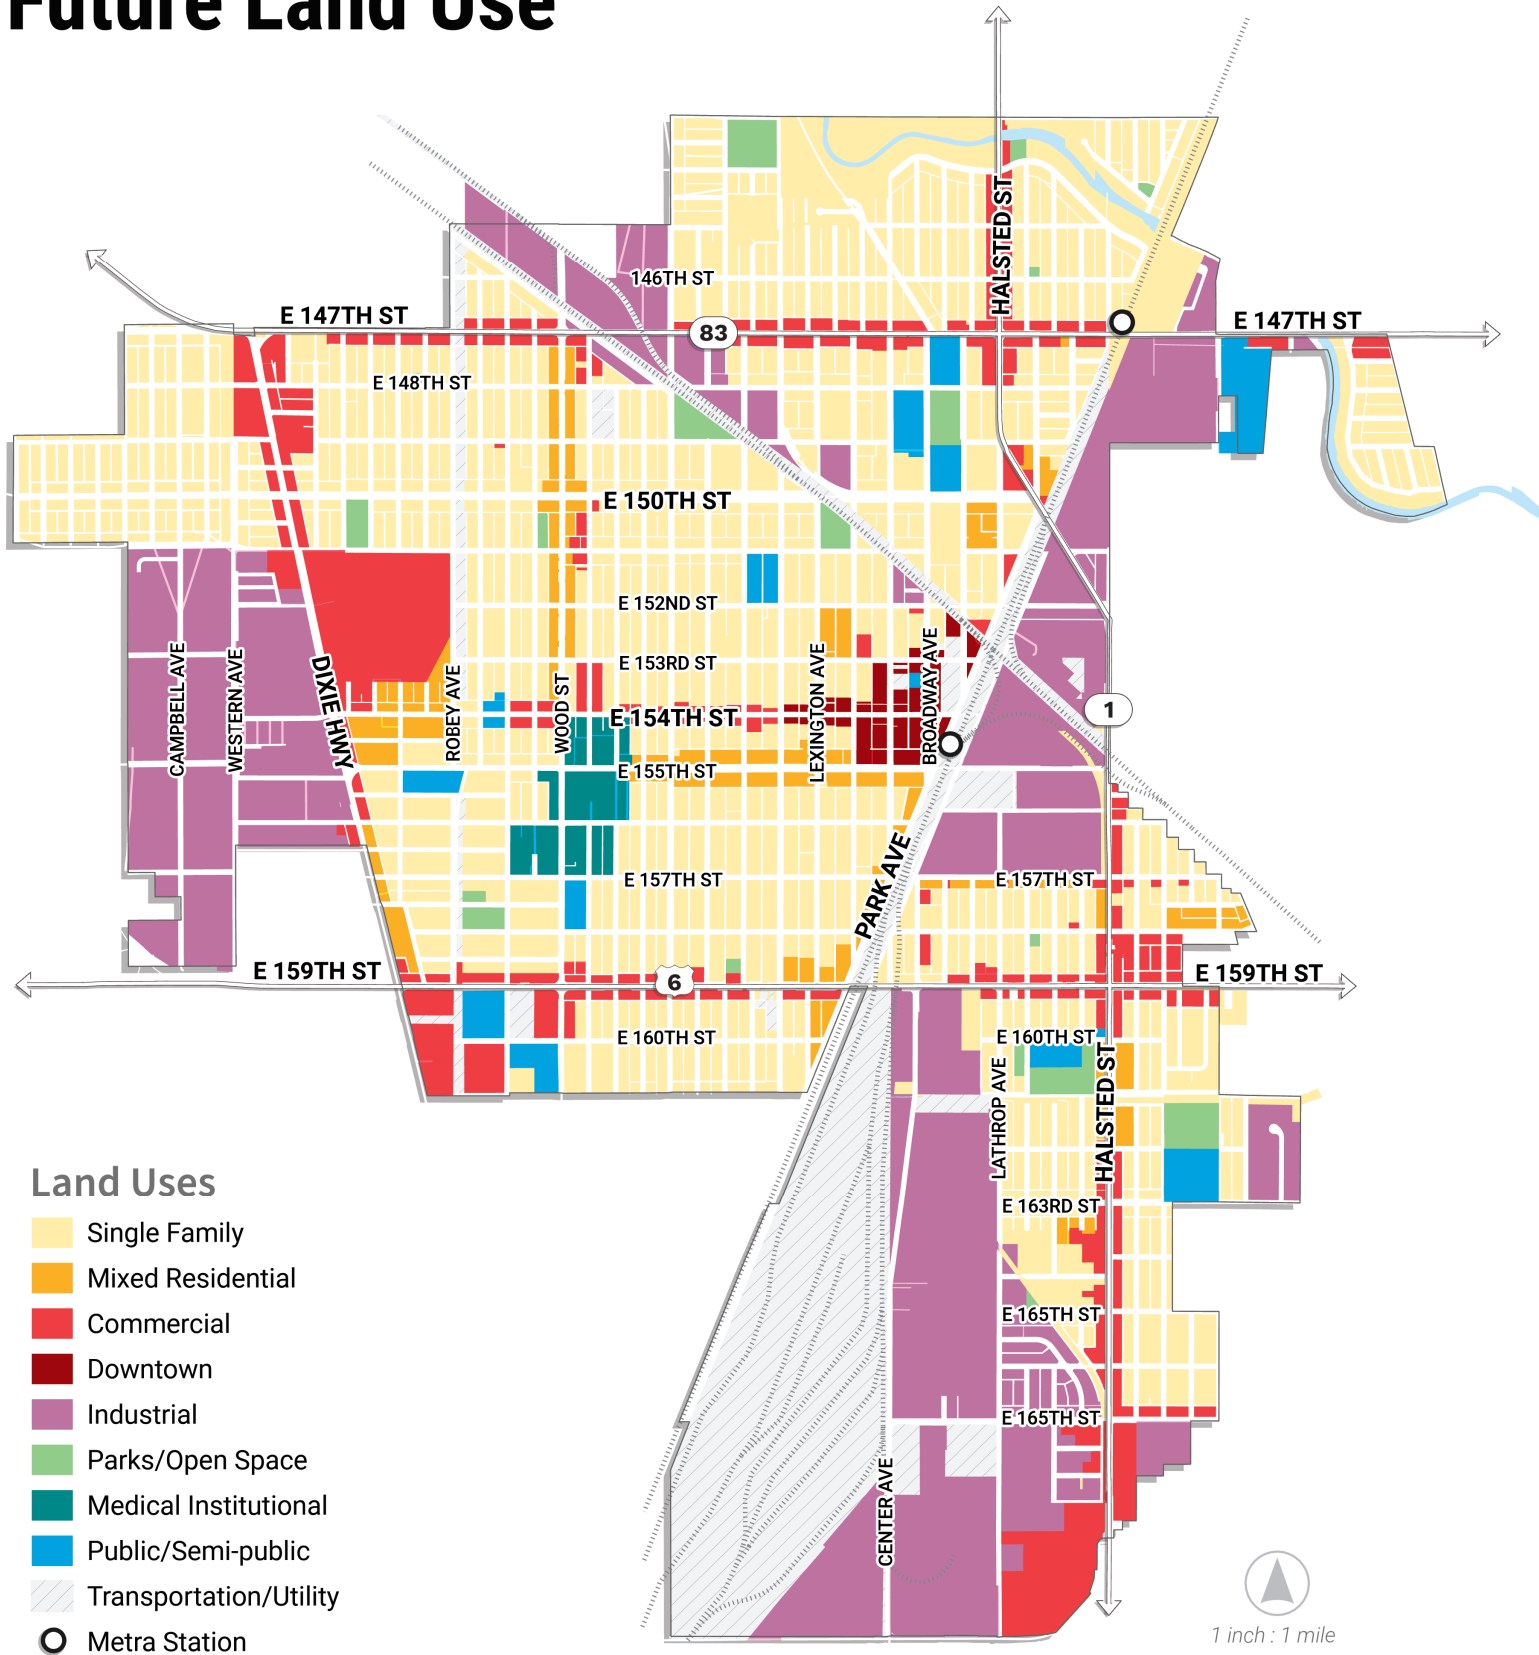 Future Land Use
HALSTED ST
146TH ST
E 147TH ST
83
E 147TH ST
E 148TH ST
E 150TH ST
E 152ND ST
E 153RD ST
CAMPBELL AVE
WESTERN AVE
DIXIE HWY
ROBEY AVE
WOOD ST
E 154TH ST
LEXINGTON AVE
BROADWAY AVE
1
E 155TH ST
PARK AVE
E 157TH ST
E 157TH ST
E 159TH ST
6
E 159TH ST
E 160TH ST
E 160TH ST
LATHROP AVE
HALSTED ST
E 163RD ST
E 165TH ST
E 165TH ST
CENTER AVE
Land Uses
Single Family
Mixed Residential
Commercial
Downtown
Industrial
Parks/Open Space
Medical Institutional
Public/Semi-public
Transportation/Utility
Metra Station
1 inch : 1 mile